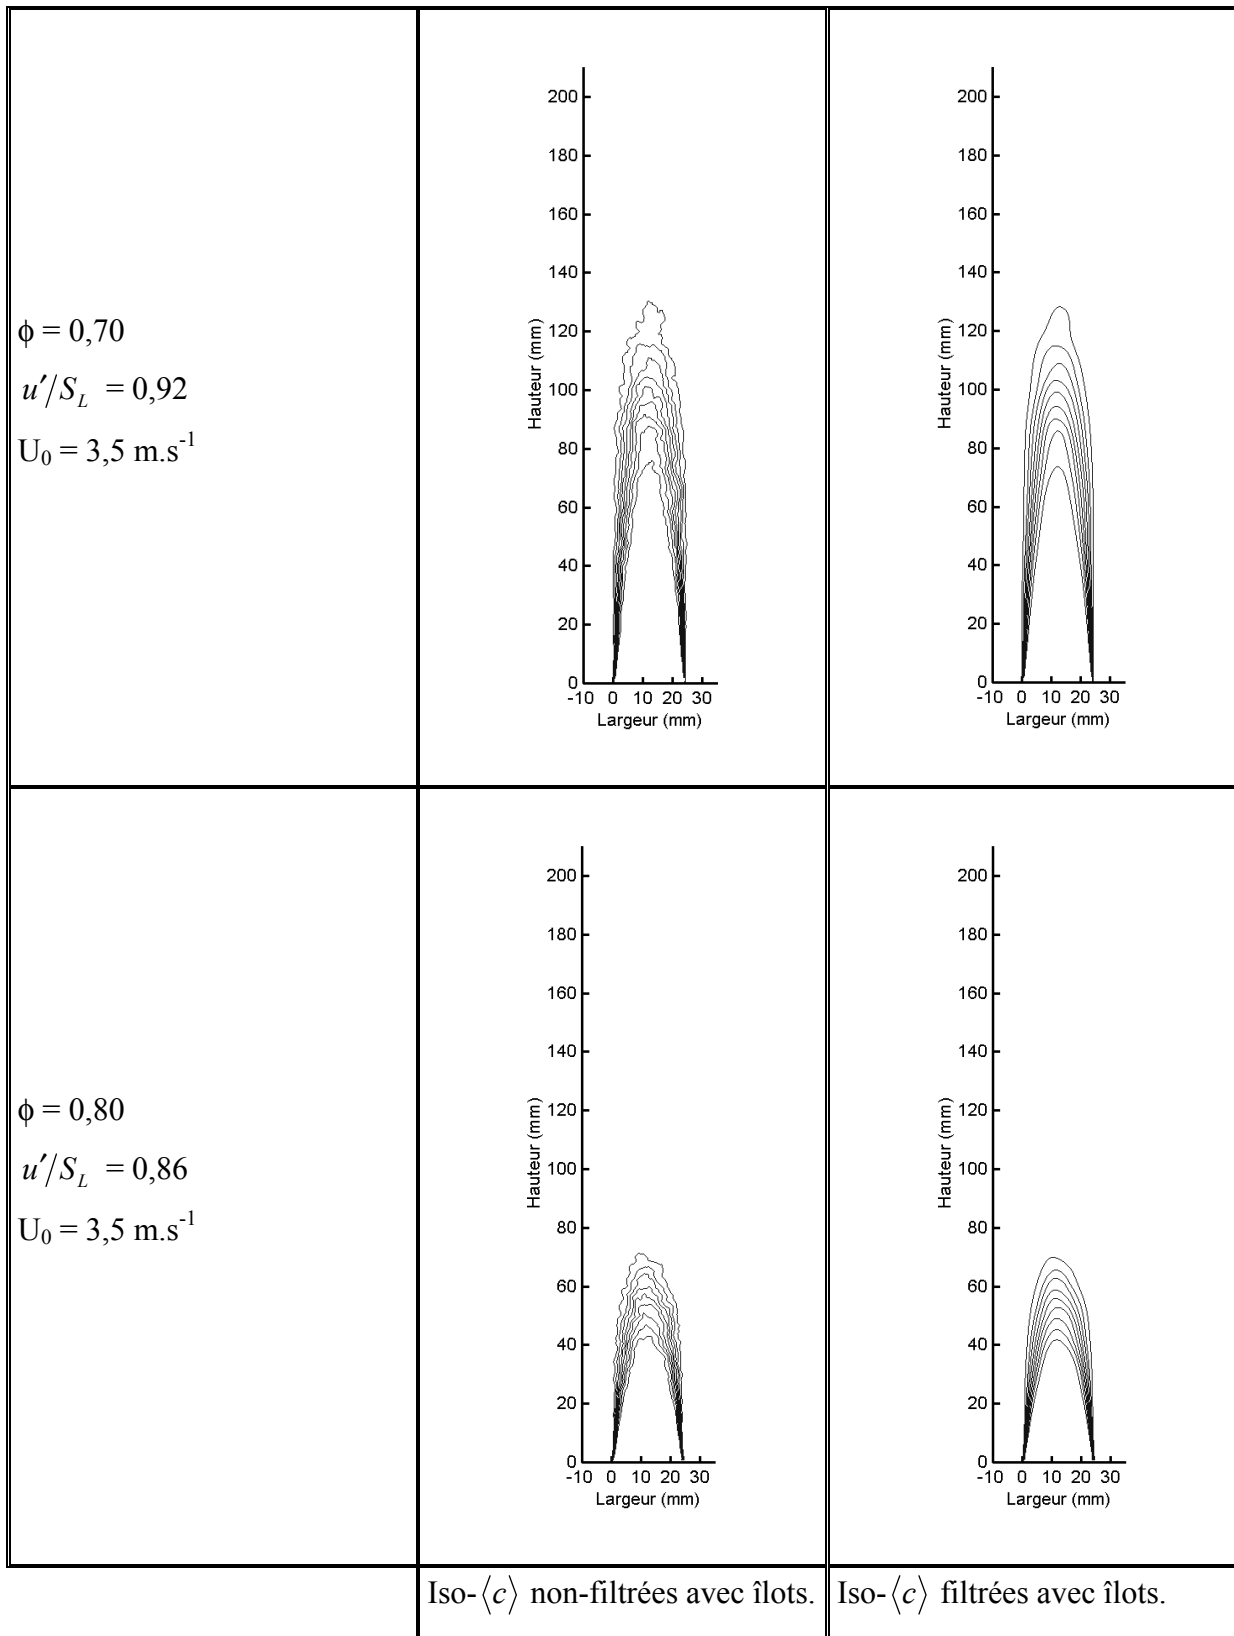 φ = 0,70
u′/S_L = 0,92
U₀ = 3,5 m.s⁻¹
200
180
160
140
120
100
80
60
40
20
0
-10 0 10 20 30
Hauteur (mm)
Largeur (mm)
200
180
160
140
120
100
80
60
40
20
0
-10 0 10 20 30
Hauteur (mm)
Largeur (mm)
φ = 0,80
u′/S_L = 0,86
U₀ = 3,5 m.s⁻¹
200
180
160
140
120
100
80
60
40
20
0
-10 0 10 20 30
Hauteur (mm)
Largeur (mm)
200
180
160
140
120
100
80
60
40
20
0
-10 0 10 20 30
Hauteur (mm)
Largeur (mm)
Iso-⟨c⟩ non-filtrées avec îlots.
Iso-⟨c⟩ filtrées avec îlots.